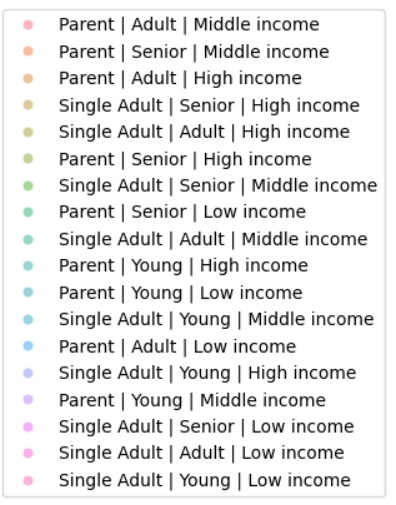 Parent | Adult | Middle income
Parent | Senior | Middle income
Parent | Adult | High income
Single Adult | Senior | High income
Single Adult | Adult | High income
Parent | Senior | High income
Single Adult | Senior | Middle income
Parent | Senior | Low income
Single Adult | Adult | Middle income
Parent | Young | High income
Parent | Young | Low income
Single Adult | Young | Middle income
Parent | Adult | Low income
Single Adult | Young | High income
Parent | Young | Middle income
Single Adult | Senior | Low income
Single Adult | Adult | Low income
Single Adult | Young | Low income